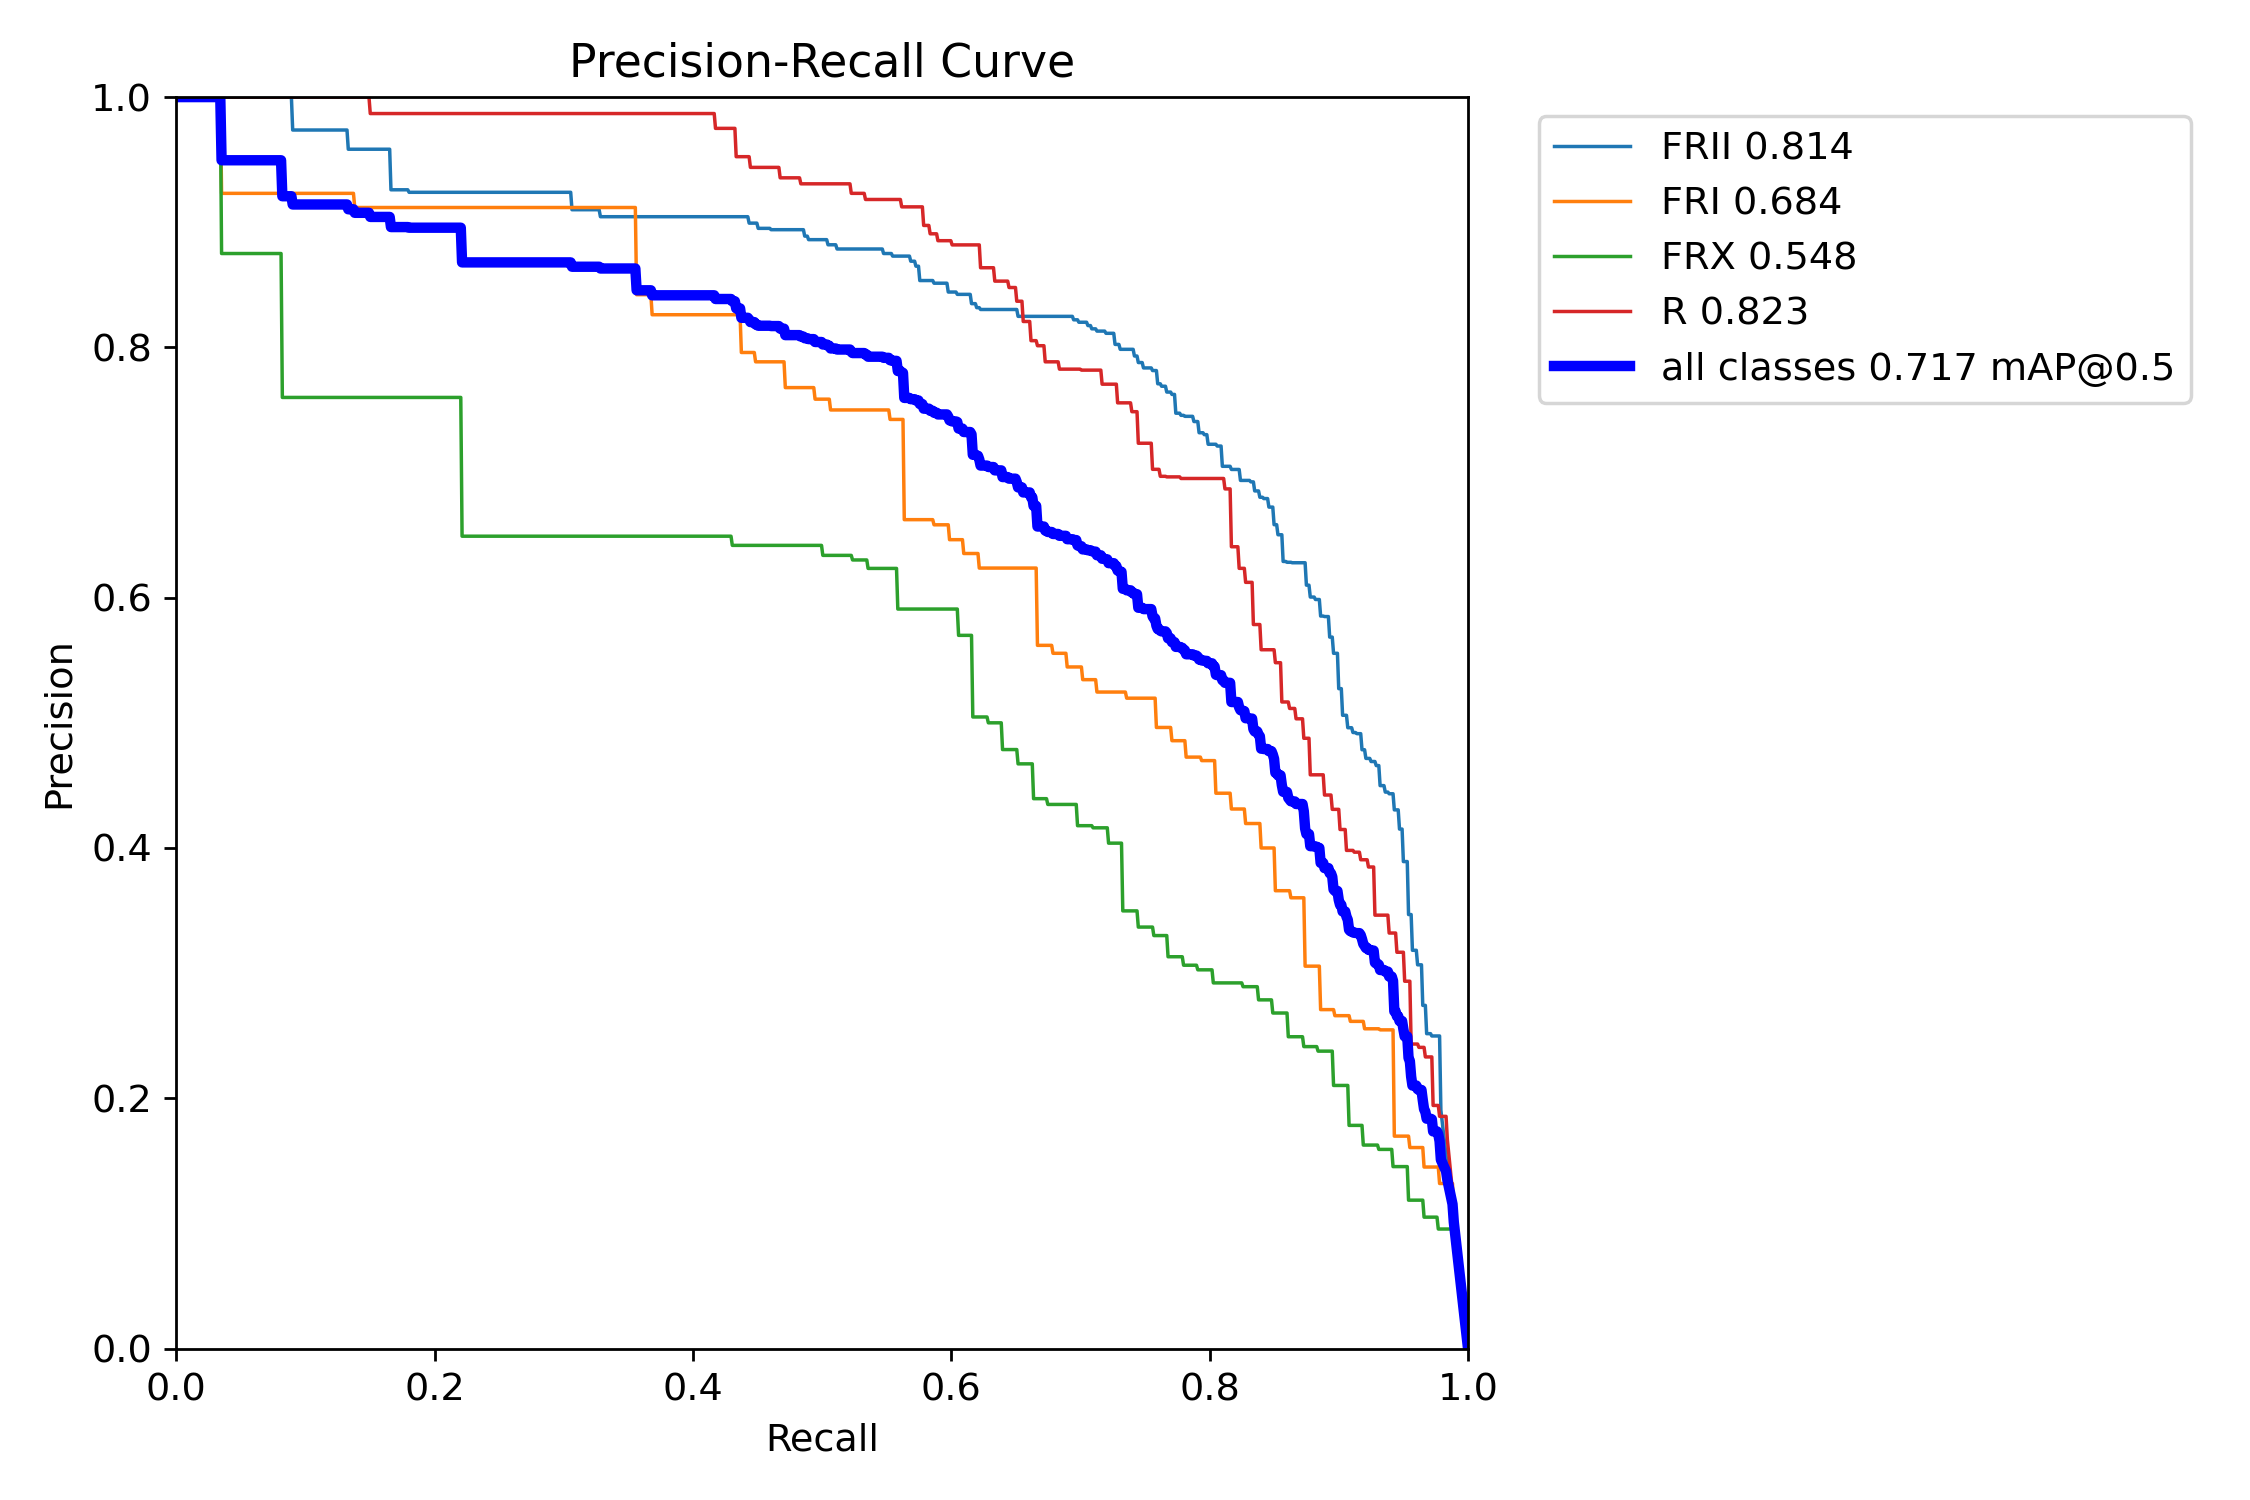 Precision-Recall Curve
1.0
0.8
0.6
0.4
0.2
0.0
Precision
0.0 0.2 0.4 0.6 0.8 1.0
Recall
FRII 0.814
FRI 0.684
FRX 0.548
R 0.823
all classes 0.717 mAP@0.5